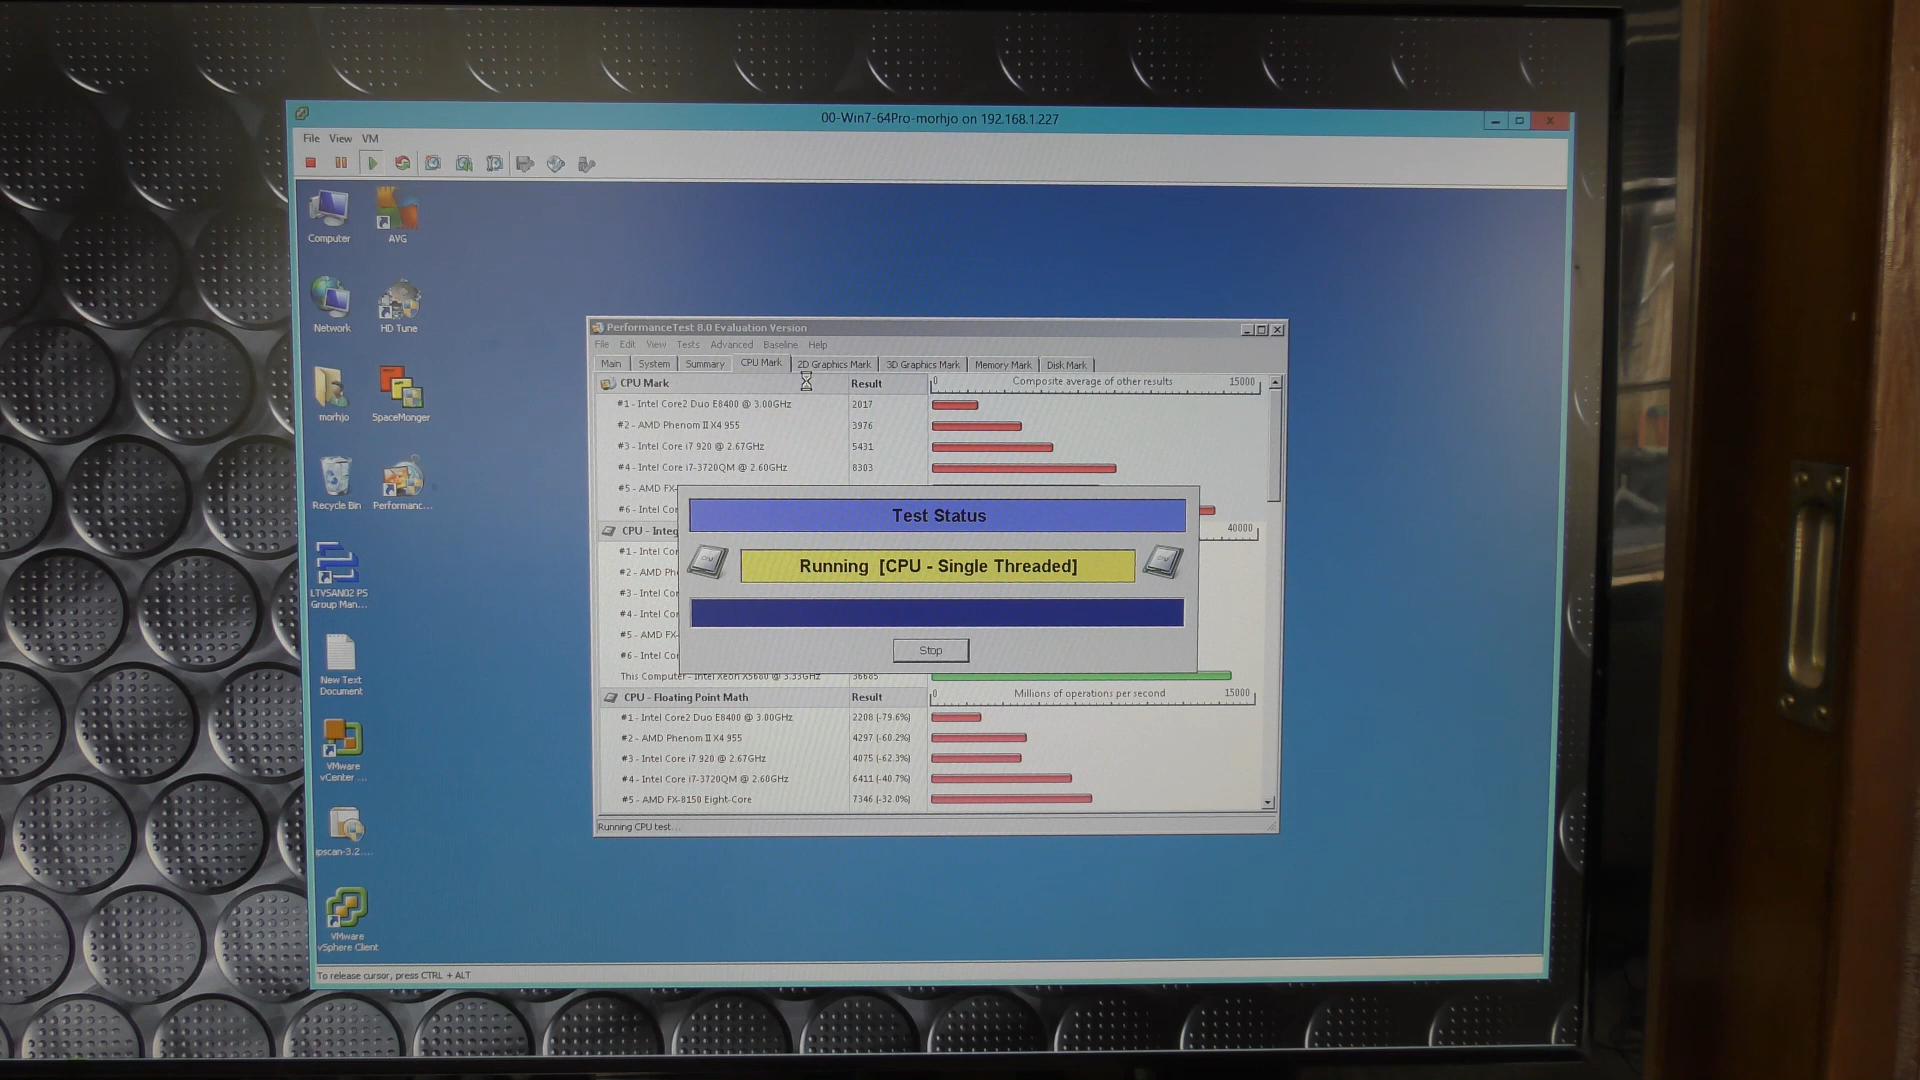 00-Win7-64Pro-morhjo on 192.168.1.227
File View VM
Computer
AVG
Network
HD Tune
morhjo
SpaceMonger
Recycle Bin
Performanc...
LTVSAN02 PS
Group Man...
New Text
Document
VMware
vCenter ...
ipscan-3.2....
VMware
vSphere Client
To release cursor, press CTRL + ALT
PerformanceTest 8.0 Evaluation Version
File Edit View Tests Advanced Baseline Help
Main System Summary CPU Mark 2D Graphics Mark 3D Graphics Mark Memory Mark Disk Mark
CPU Mark Result 0 Composite average of other results 15000
#1 - Intel Core2 Duo E8400 @ 3.00GHz 2017
#2 - AMD Phenom II X4 955 3976
#3 - Intel Core i7 920 @ 2.67GHz 5431
#4 - Intel Core i7-3720QM @ 2.60GHz 8303
#5 - AMD FX-
#6 - Intel Cor
CPU - Integ 40000
#1 - Intel Cor
#2 - AMD Ph
#3 - Intel Cor
#4 - Intel Cor
#5 - AMD FX-
#6 - Intel Cor
This Computer - Intel Xeon X5680 @ 3.33GHz 36685
Test Status
Running [CPU - Single Threaded]
Stop
CPU - Floating Point Math Result 0 Millions of operations per second 15000
#1 - Intel Core2 Duo E8400 @ 3.00GHz 2208 (-79.6%)
#2 - AMD Phenom II X4 955 4297 (-60.2%)
#3 - Intel Core i7 920 @ 2.67GHz 4075 (-62.3%)
#4 - Intel Core i7-3720QM @ 2.60GHz 6411 (-40.7%)
#5 - AMD FX-8150 Eight-Core 7346 (-32.0%)
Running CPU test...